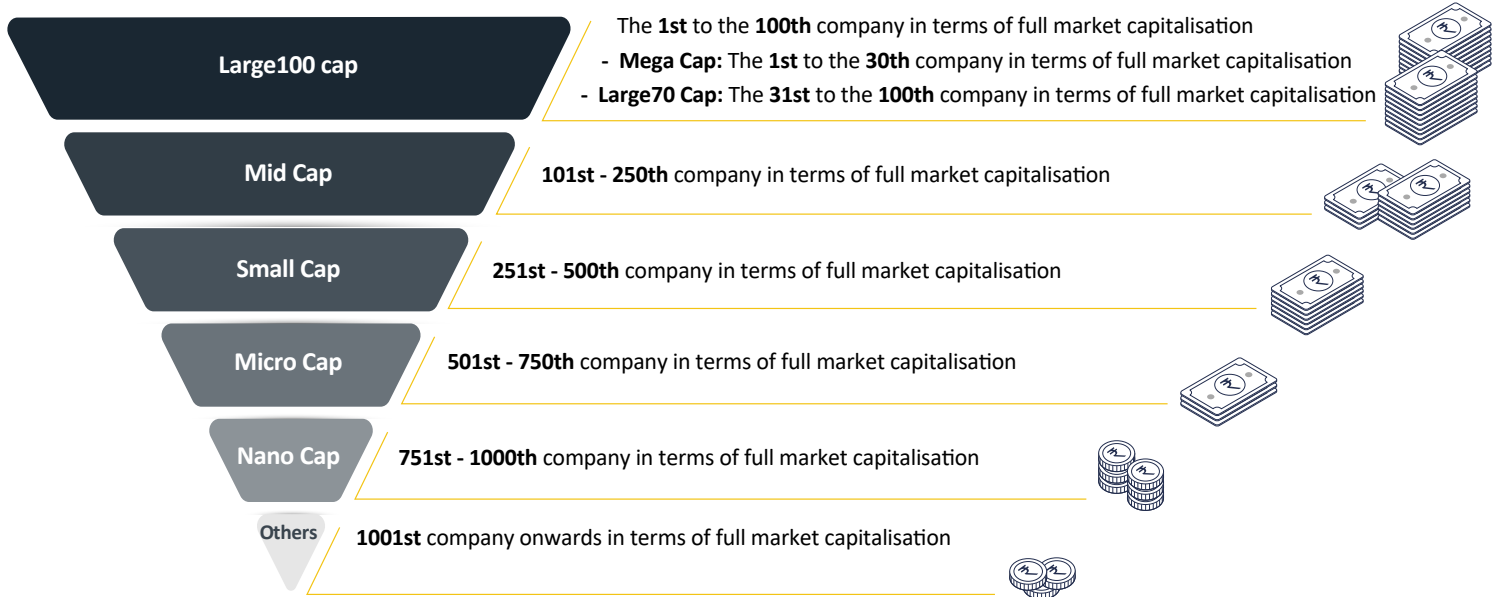 Large100 cap
The 1st to the 100th company in terms of full market capitalisation
- Mega Cap: The 1st to the 30th company in terms of full market capitalisation
- Large70 Cap: The 31st to the 100th company in terms of full market capitalisation
Mid Cap
101st - 250th company in terms of full market capitalisation
Small Cap
251st - 500th company in terms of full market capitalisation
Micro Cap
501st - 750th company in terms of full market capitalisation
Nano Cap
751st - 1000th company in terms of full market capitalisation
Others
1001st company onwards in terms of full market capitalisation